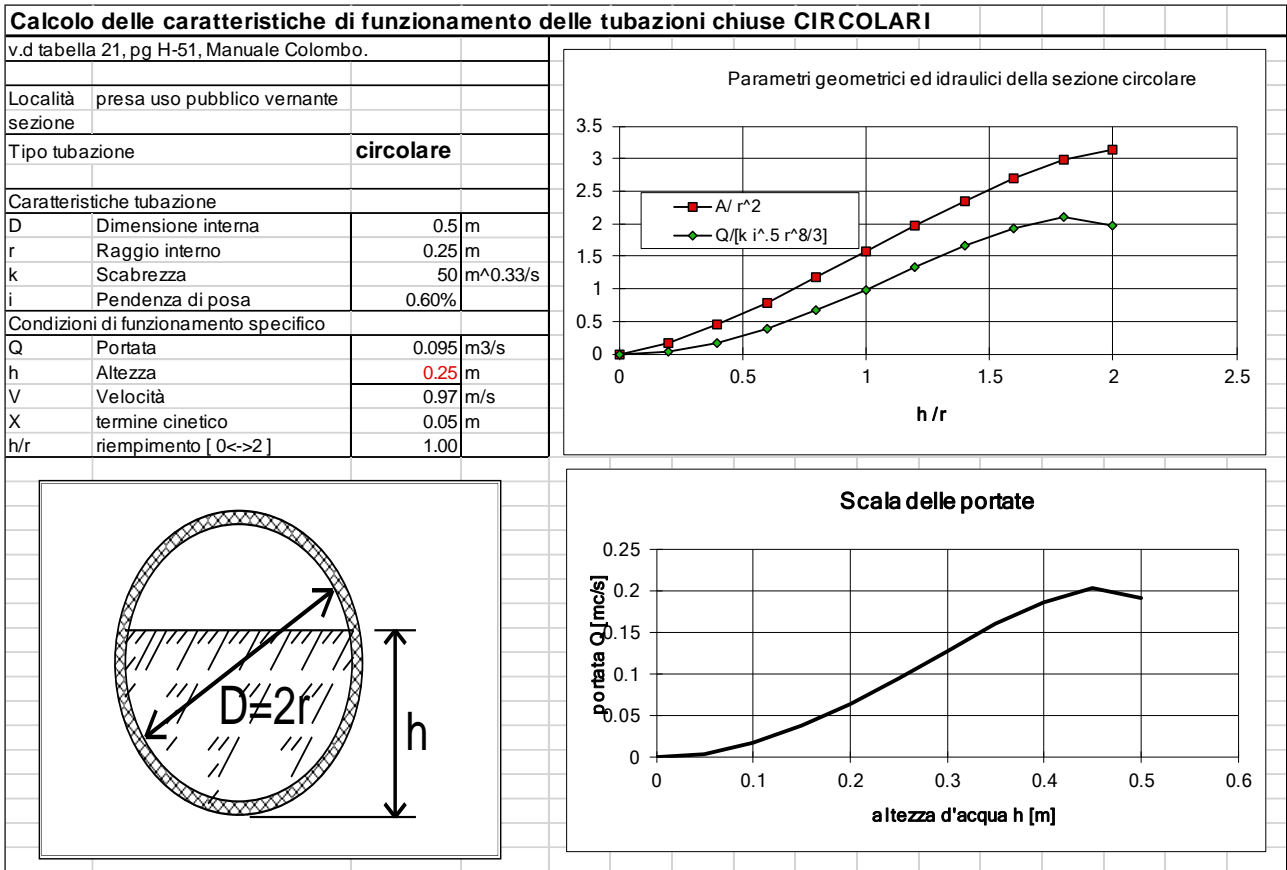 Calcolo delle caratteristiche di funzionamento delle tubazioni chiuse CIRCOLARI
v.d tabella 21, pg H-51, Manuale Colombo.
Località presa uso pubblico vernante
sezione
Tipo tubazione circolare
Caratteristiche tubazione
D Dimensione interna 0.5 m
r Raggio interno 0.25 m
k Scabrezza 50 m^0.33/s
i Pendenza di posa 0.60%
Condizioni di funzionamento specifico
Q Portata 0.095 m3/s
h Altezza 0.25 m
V Velocità 0.97 m/s
X termine cinetico 0.05 m
h/r riempimento [ 0<->2 ] 1.00
Parametri geometrici ed idraulici della sezione circolare
3.5
3
2.5
2
1.5
1
0.5
0
A/ r^2
Q/[k i^.5 r^8/3]
0 0.5 1 1.5 2 2.5
h /r
D=2r
h
Scala delle portate
portata Q [mc/s]
0.25
0.2
0.15
0.1
0.05
0
0 0.1 0.2 0.3 0.4 0.5 0.6
altezza d'acqua h [m]